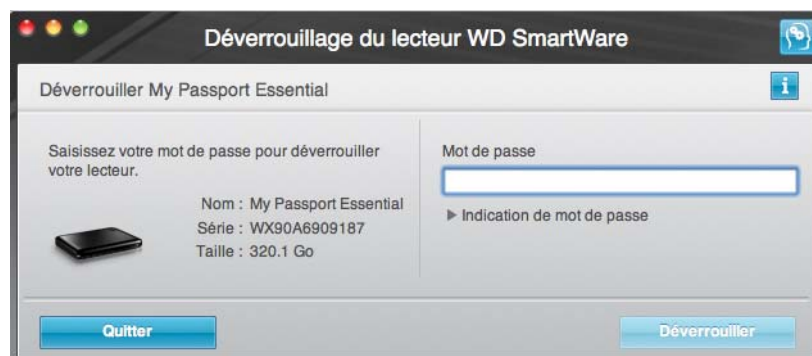 Déverrouillage du lecteur WD SmartWare
Déverrouiller My Passport Essential
i
Saisissez votre mot de passe pour déverrouiller
votre lecteur.
Nom : My Passport Essential
Série : WX90A6909187
Taille : 320.1 Go
Mot de passe
Indication de mot de passe
Quitter
Déverrouiller